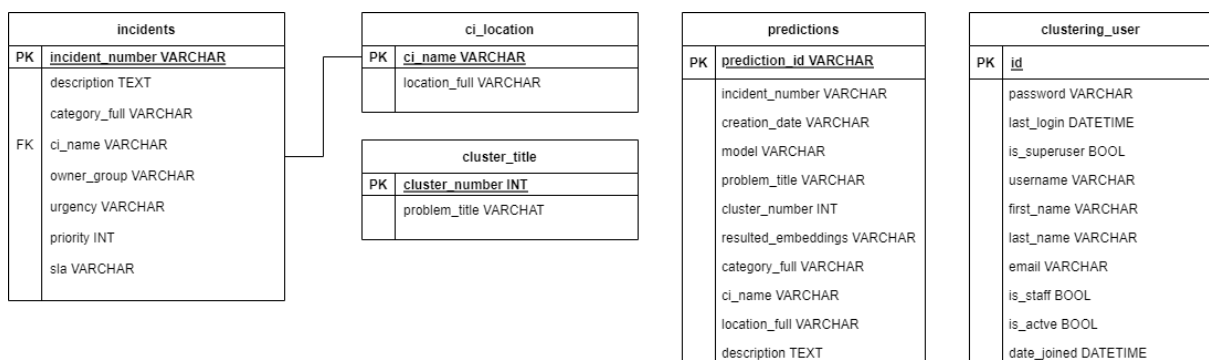 incidents
PK incident_number VARCHAR
description TEXT
category_full VARCHAR
FK ci_name VARCHAR
owner_group VARCHAR
urgency VARCHAR
priority INT
sla VARCHAR
ci_location
PK ci_name VARCHAR
location_full VARCHAR
cluster_title
PK cluster_number INT
problem_title VARCHAT
predictions
PK prediction_id VARCHAR
incident_number VARCHAR
creation_date VARCHAR
model VARCHAR
problem_title VARCHAR
cluster_number INT
resulted_embeddings VARCHAR
category_full VARCHAR
ci_name VARCHAR
location_full VARCHAR
description TEXT
clustering_user
PK id
password VARCHAR
last_login DATETIME
is_superuser BOOL
username VARCHAR
first_name VARCHAR
last_name VARCHAR
email VARCHAR
is_staff BOOL
is_actve BOOL
date_joined DATETIME